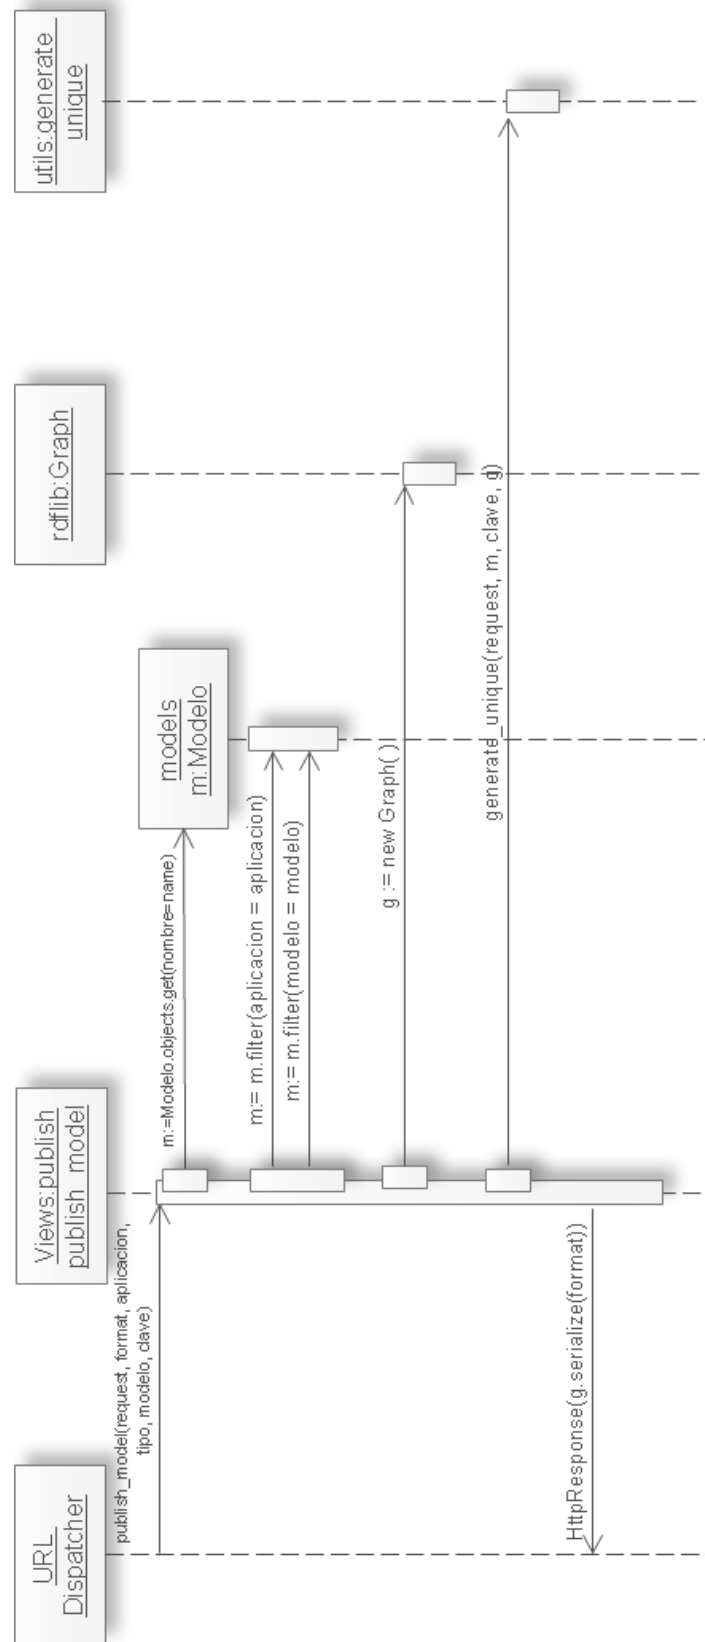 URL
Dispatcher
Views:publish
publish_model
models
m:Modelo
rdflib:Graph
utils:generate
unique
publish_model(request, format, aplicacion,
tipo, modelo, clave)
m:=Modelo.objects.get(nombre=name)
m:= m.filter(aplicacion = aplicacion)
m:= m.filter(modelo = modelo)
g := new Graph( )
generate_unique(request, m, clave, g)
HttpResponse(g.serialize(format))